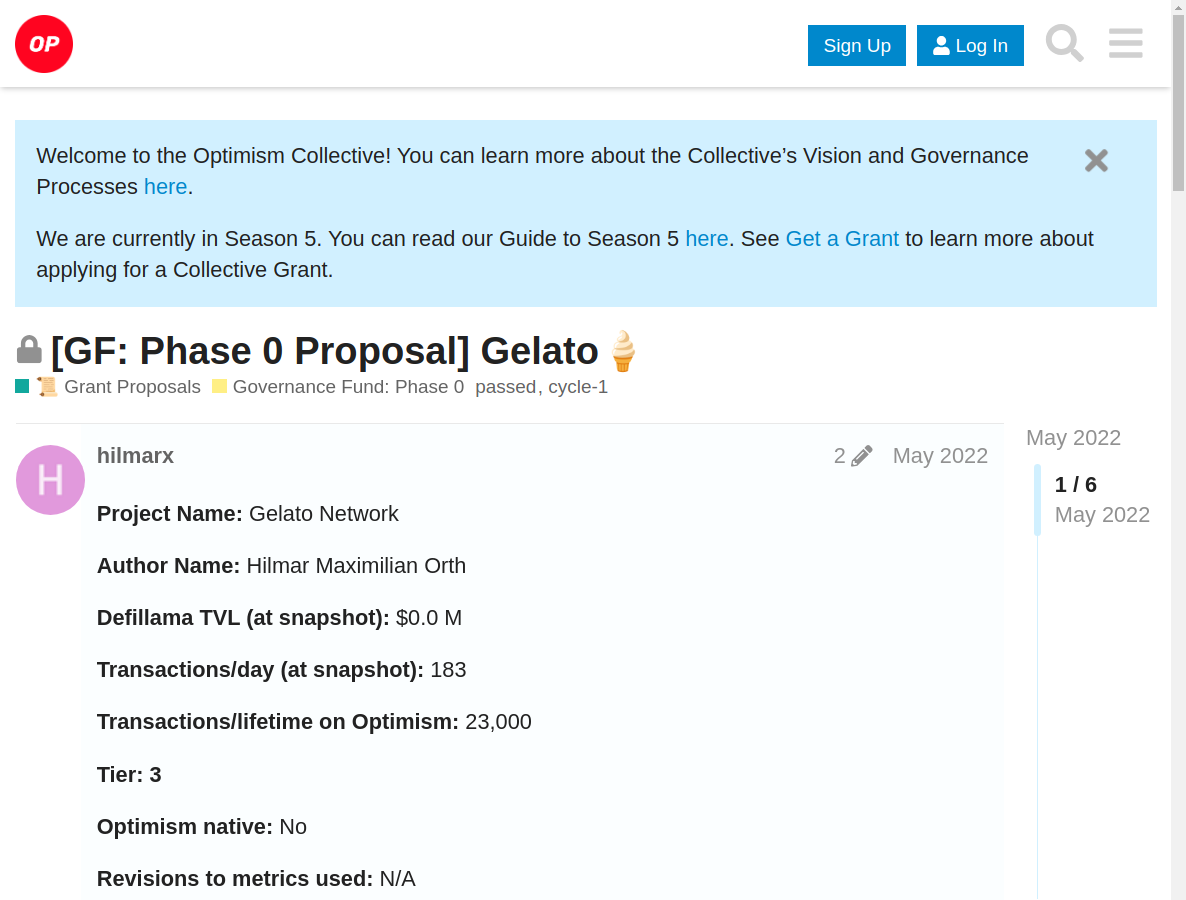 OP
Sign Up
Log In
Welcome to the Optimism Collective! You can learn more about the Collective’s Vision and Governance
Processes here.
We are currently in Season 5. You can read our Guide to Season 5 here. See Get a Grant to learn more about
applying for a Collective Grant.
[GF: Phase 0 Proposal] Gelato
Grant Proposals Governance Fund: Phase 0 passed, cycle-1
H
hilmarx
2
May 2022
Project Name: Gelato Network
Author Name: Hilmar Maximilian Orth
Defillama TVL (at snapshot): $0.0 M
Transactions/day (at snapshot): 183
Transactions/lifetime on Optimism: 23,000
Tier: 3
Optimism native: No
Revisions to metrics used: N/A
May 2022
1 / 6
May 2022